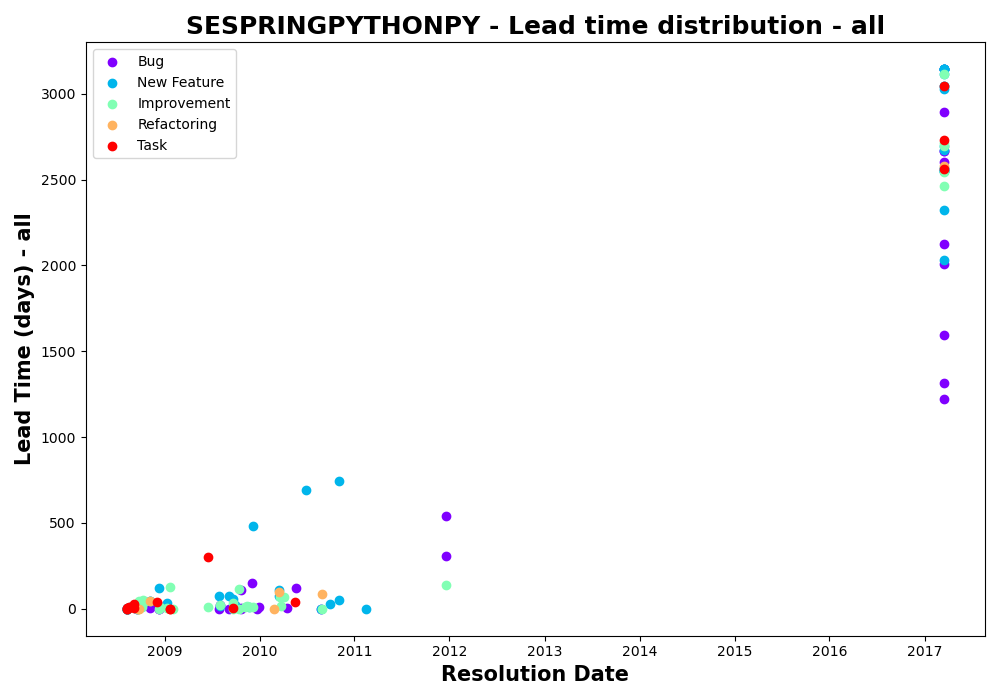 SESPRINGPYTHONPY - Lead time distribution - all
Bug
New Feature
Improvement
Refactoring
Task
Lead Time (days) - all
3000
2500
2000
1500
1000
500
0
2009 2010 2011 2012 2013 2014 2015 2016 2017
Resolution Date